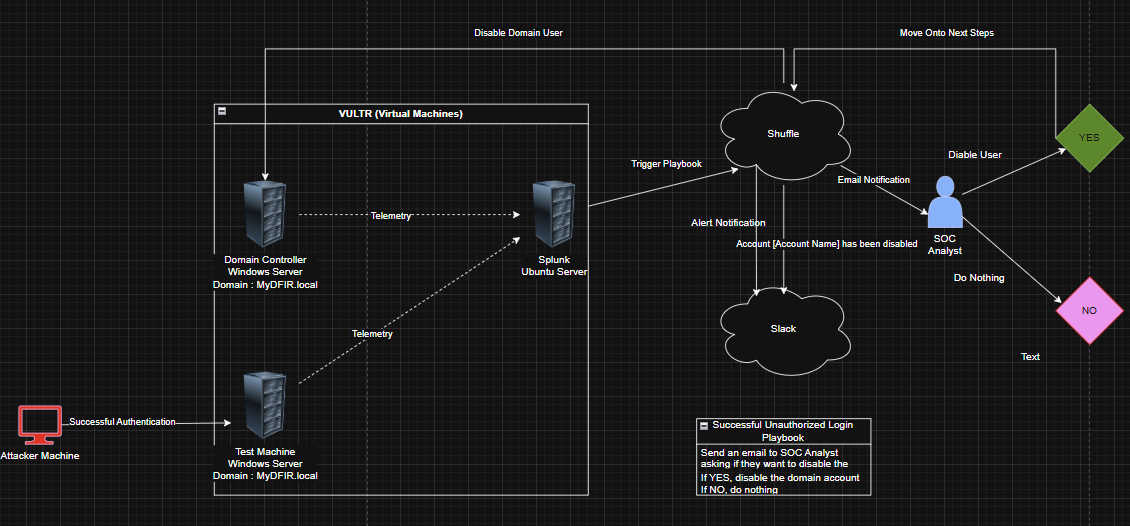 Disable Domain User
Move Onto Next Steps
VULTR (Virtual Machines)
Shuffle
YES
Trigger Playbook
Diable User
Email Notification
Telemetry
Alert Notification
SOC
Analyst
Account [Account Name] has been disabled
Domain Controller
Windows Server
Domain : MyDFIR.local
Splunk
Ubuntu Server
Do Nothing
NO
Telemetry
Slack
Text
Successful Authentication
Attacker Machine
Test Machine
Windows Server
Domain : MyDFIR.local
Successful Unauthorized Login
Playbook
Send an email to SOC Analyst
asking if they want to disable the
If YES, disable the domain account
If NO, do nothing